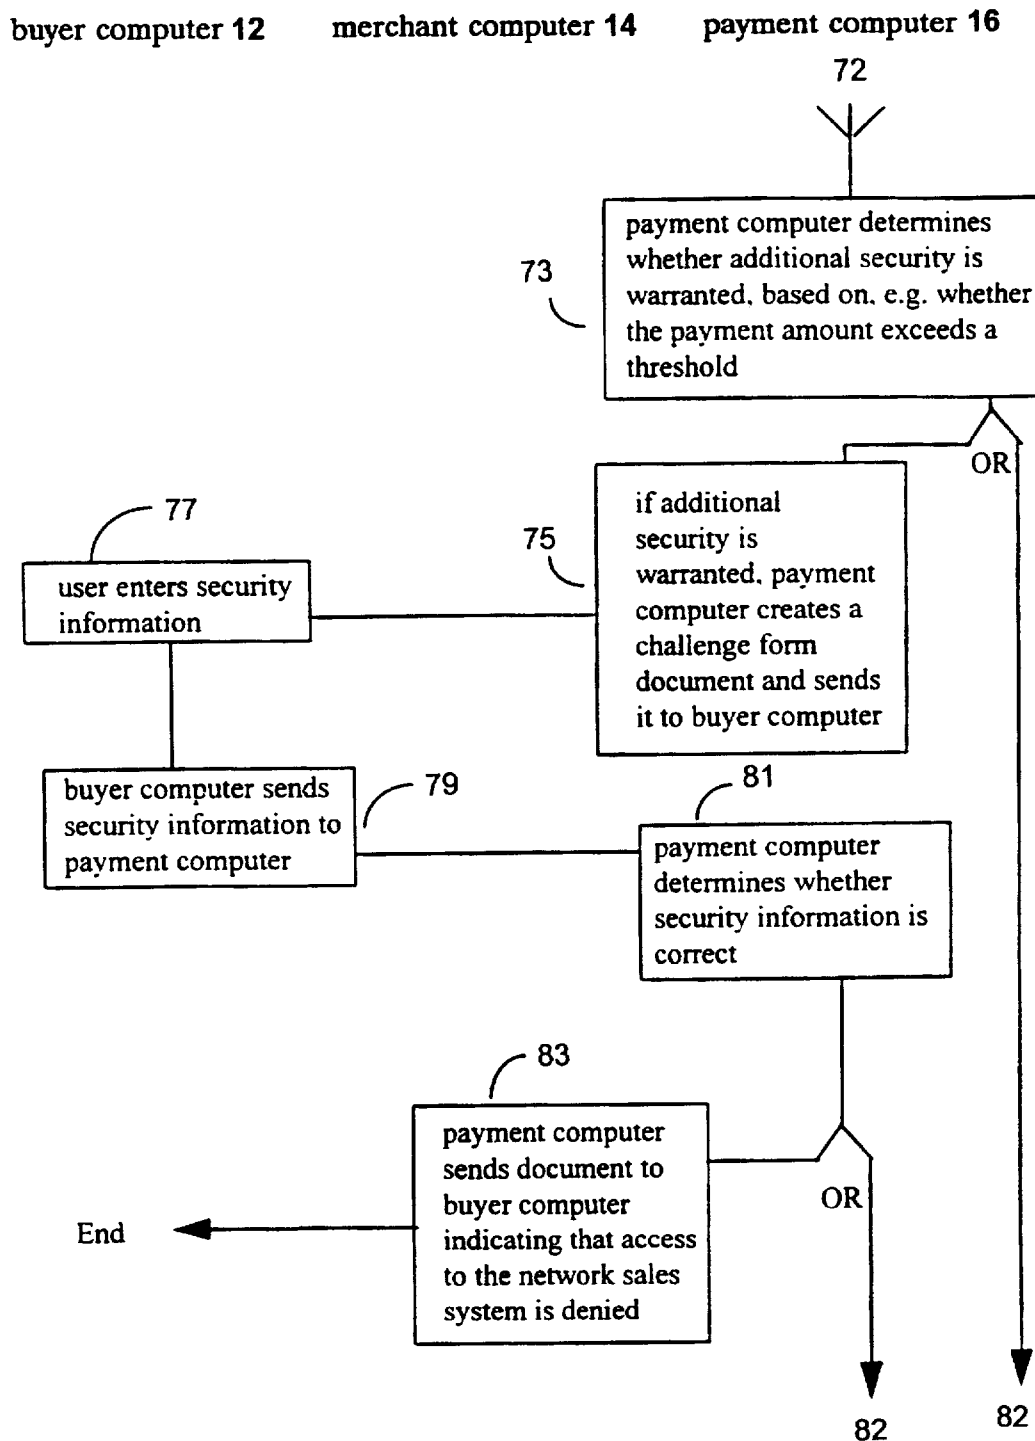 buyer computer 12 merchant computer 14 payment computer 16
72
payment computer determines
whether additional security is
warranted, based on, e.g. whether
the payment amount exceeds a
threshold
73
OR
if additional
security is
warranted, payment
computer creates a
challenge form
document and sends
it to buyer computer
75
77
user enters security
information
buyer computer sends
security information to
payment computer
79
81
payment computer
determines whether
security information is
correct
83
payment computer
sends document to
buyer computer
indicating that access
to the network sales
system is denied
OR
End
82
82